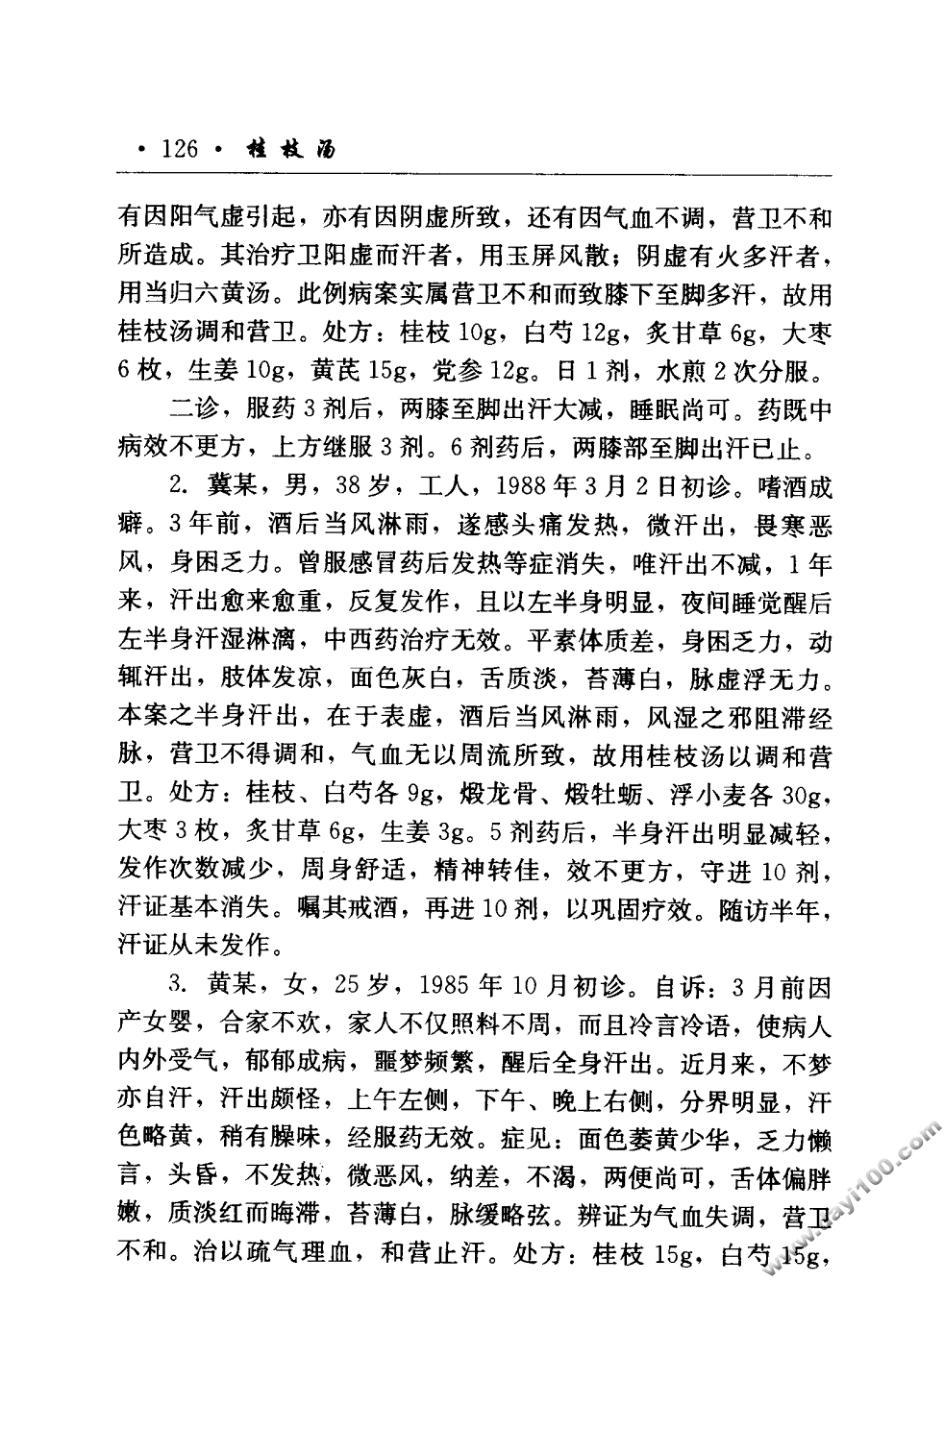 · 126 · 桂枝汤
有因阳气虚引起，亦有因阴虚所致，还有因气血不调，营卫不和
所造成。其治疗卫阳虚而汗者，用玉屏风散；阴虚有火多汗者，
用当归六黄汤。此例病案实属营卫不和而致膝下至脚多汗，故用
桂枝汤调和营卫。处方：桂枝 10g，白芍 12g，炙甘草 6g，大枣
6 枚，生姜 10g，黄芪 15g，党参 12g。日 1 剂，水煎 2 次分服。
二诊，服药 3 剂后，两膝至脚出汗大减，睡眠尚可。药既中
病效不更方，上方继服 3 剂。6 剂药后，两膝部至脚出汗已止。
2. 冀某，男，38 岁，工人，1988 年 3 月 2 日初诊。嗜酒成
癖。3 年前，酒后当风淋雨，遂感头痛发热，微汗出，畏寒恶
风，身困乏力。曾服感冒药后发热等症消失，唯汗出不减，1 年
来，汗出愈来愈重，反复发作，且以左半身明显，夜间睡觉醒后
左半身汗湿淋漓，中西药治疗无效。平素体质差，身困乏力，动
辄汗出，肢体发凉，面色灰白，舌质淡，苔薄白，脉虚浮无力。
本案之半身汗出，在于表虚，酒后当风淋雨，风湿之邪阻滞经
脉，营卫不得调和，气血无以周流所致，故用桂枝汤以调和营
卫。处方：桂枝、白芍各 9g，煅龙骨、煅牡蛎、浮小麦各 30g，
大枣 3 枚，炙甘草 6g，生姜 3g。5 剂药后，半身汗出明显减轻，
发作次数减少，周身舒适，精神转佳，效不更方，守进 10 剂，
汗证基本消失。嘱其戒酒，再进 10 剂，以巩固疗效。随访半年，
汗证从未发作。
3. 黄某，女，25 岁，1985 年 10 月初诊。自诉：3 月前因
产女婴，合家不欢，家人不仅照料不周，而且冷言冷语，使病人
内外受气，郁郁成病，噩梦频繁，醒后全身汗出。近月来，不梦
亦自汗，汗出颇怪，上午左侧，下午、晚上右侧，分界明显，汗
色略黄，稍有臊味，经服药无效。症见：面色萎黄少华，乏力懒
言，头昏，不发热，微恶风，纳差，不渴，两便尚可，舌体偏胖
嫩，质淡红而晦滞，苔薄白，脉缓略弦。辨证为气血失调，营卫
不和。治以疏气理血，和营止汗。处方：桂枝 15g，白芍 15g，